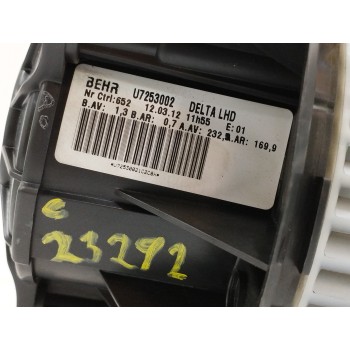 BEHR U7253002 DELTA LHD
Nr Ctrl:652 12.03.12 11h55 E:01
B.AV: 1,3 B.AR: 0,7 A.AV: 232, A.AR: 169,9
C
23292